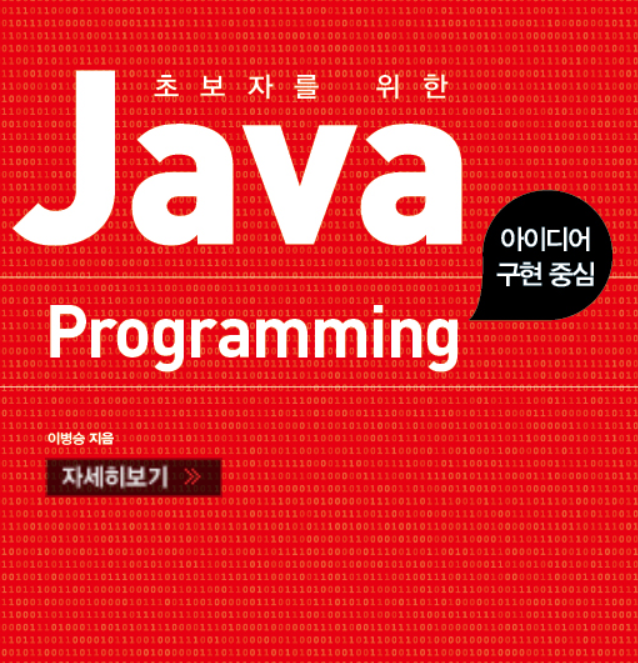 초보자를 위한
Java
아이디어
구현 중심
Programming
이병승 지음
자세히보기 »